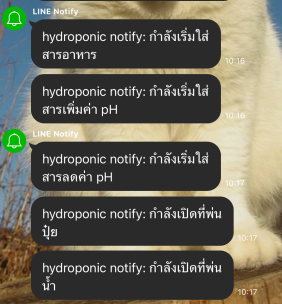 LINE Notify
hydroponic notify: กำลังเริ่มใส่
สารอาหาร
10:16
hydroponic notify: กำลังเริ่มใส่
สารเพิ่มค่า pH
10:16
LINE Notify
hydroponic notify: กำลังเริ่มใส่
สารลดค่า pH
10:17
hydroponic notify: กำลังเปิดที่พ่น
ปุ๋ย
10:17
hydroponic notify: กำลังเปิดที่พ่น
น้ำ
10:17